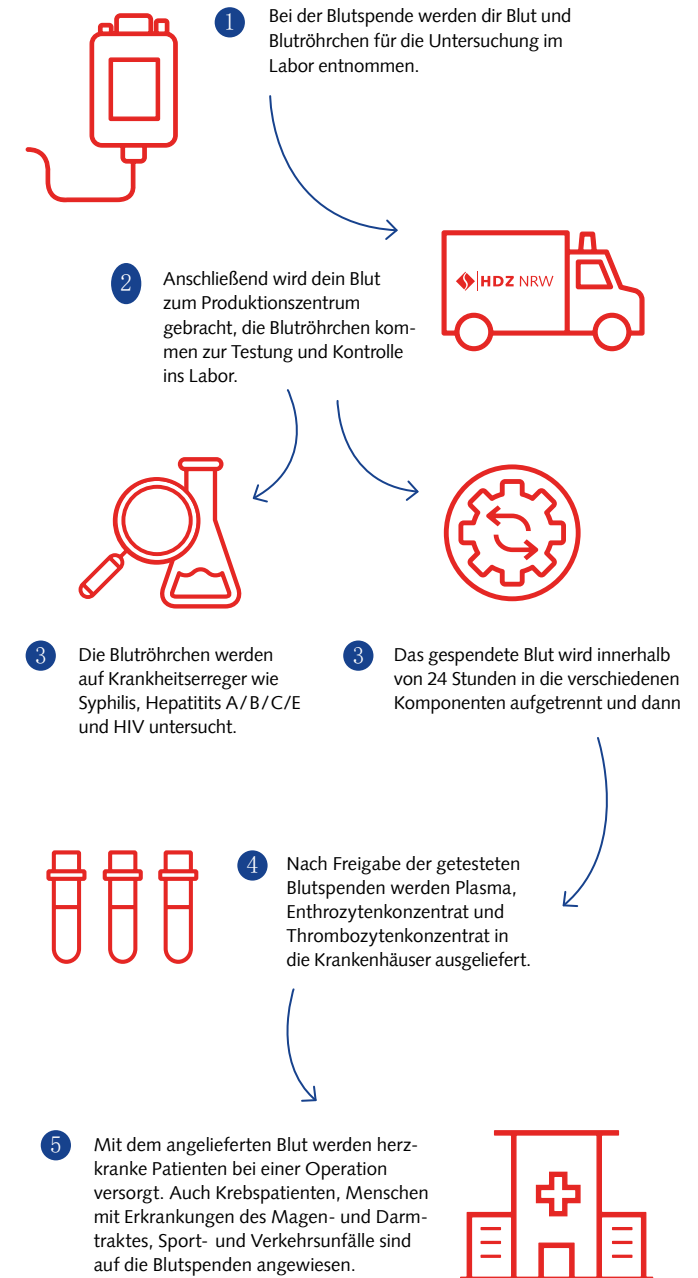 1
Bei der Blutspende werden dir Blut und
Blutröhrchen für die Untersuchung im
Labor entnommen.
HDZ NRW
2
Anschließend wird dein Blut
zum Produktionszentrum
gebracht, die Blutröhrchen kom-
men zur Testung und Kontrolle
ins Labor.
3
Die Blutröhrchen werden
auf Krankheitserreger wie
Syphilis, Hepatitits A/B/C/E
und HIV untersucht.
3
Das gespendete Blut wird innerhalb
von 24 Stunden in die verschiedenen
Komponenten aufgetrennt und dann
4
Nach Freigabe der getesteten
Blutspenden werden Plasma,
Enthrozytenkonzentrat und
Thrombozytenkonzentrat in
die Krankenhäuser ausgeliefert.
5
Mit dem angelieferten Blut werden herz-
kranke Patienten bei einer Operation
versorgt. Auch Krebspatienten, Menschen
mit Erkrankungen des Magen- und Darm-
traktes, Sport- und Verkehrsunfälle sind
auf die Blutspenden angewiesen.